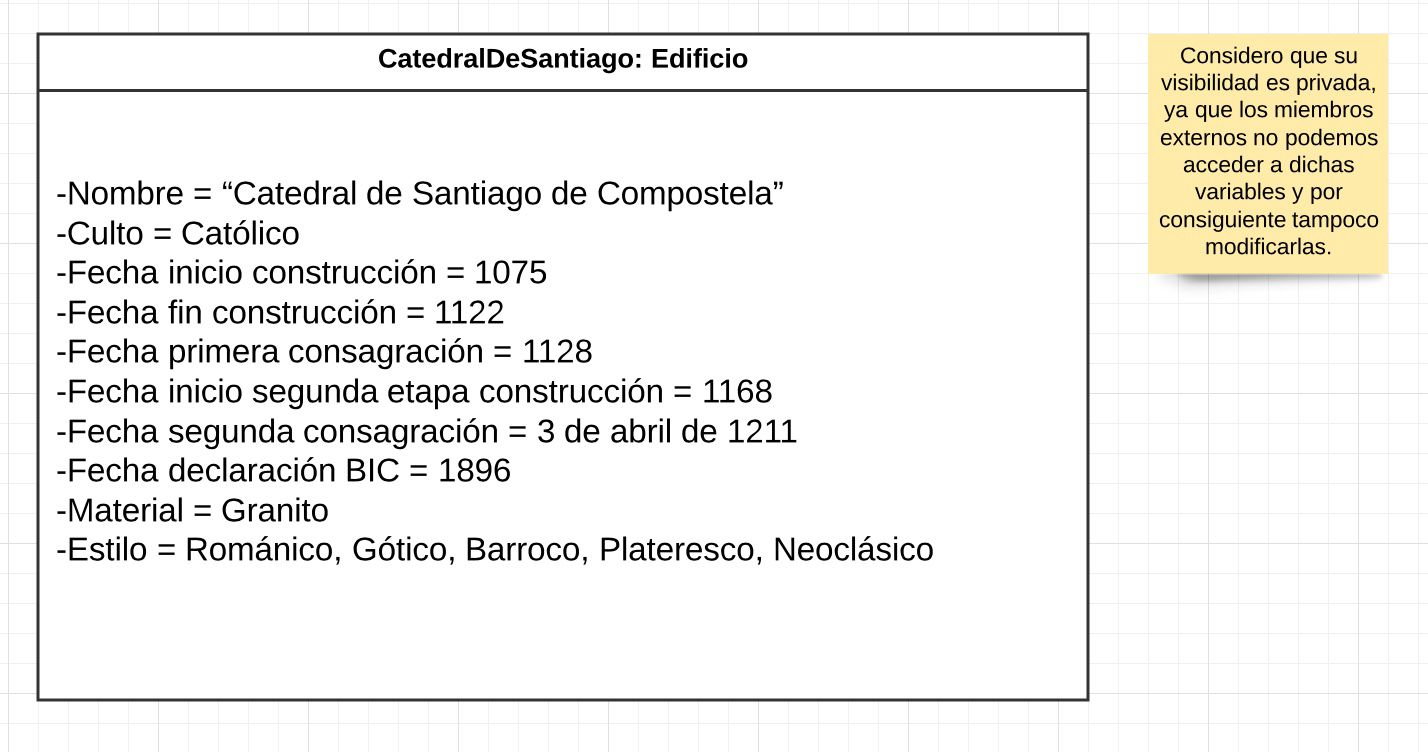 CatedralDeSantiago: Edificio
-Nombre = “Catedral de Santiago de Compostela”
-Culto = Católico
-Fecha inicio construcción = 1075
-Fecha fin construcción = 1122
-Fecha primera consagración = 1128
-Fecha inicio segunda etapa construcción = 1168
-Fecha segunda consagración = 3 de abril de 1211
-Fecha declaración BIC = 1896
-Material = Granito
-Estilo = Románico, Gótico, Barroco, Plateresco, Neoclásico
Considero que su
visibilidad es privada,
ya que los miembros
externos no podemos
acceder a dichas
variables y por
consiguiente tampoco
modificarlas.